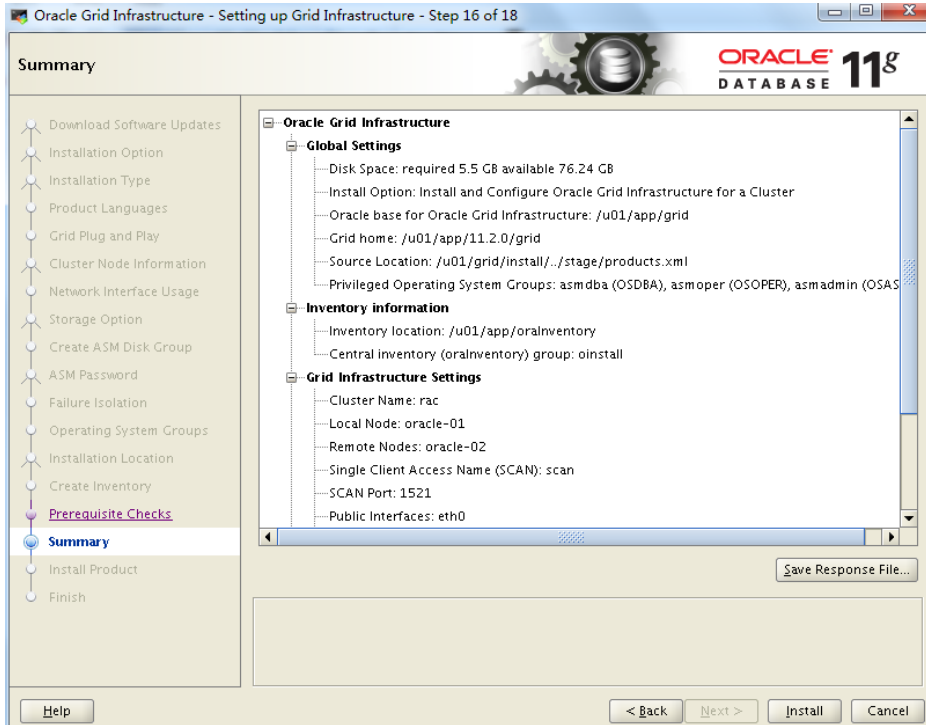 Oracle Grid Infrastructure - Setting up Grid Infrastructure - Step 16 of 18
Summary
ORACLE
DATABASE
11g
Download Software Updates
Installation Option
Installation Type
Product Languages
Grid Plug and Play
Cluster Node Information
Network Interface Usage
Storage Option
Create ASM Disk Group
ASM Password
Failure Isolation
Operating System Groups
Installation Location
Create Inventory
Prerequisite Checks
Summary
Install Product
Finish
Oracle Grid Infrastructure
Global Settings
Disk Space: required 5.5 GB available 76.24 GB
Install Option: Install and Configure Oracle Grid Infrastructure for a Cluster
Oracle base for Oracle Grid Infrastructure: /u01/app/grid
Grid home: /u01/app/11.2.0/grid
Source Location: /u01/grid/install/../stage/products.xml
Privileged Operating System Groups: asmdba (OSDBA), asmoper (OSOPER), asmadmin (OSAS
Inventory information
Inventory location: /u01/app/oraInventory
Central inventory (oraInventory) group: oinstall
Grid Infrastructure Settings
Cluster Name: rac
Local Node: oracle-01
Remote Nodes: oracle-02
Single Client Access Name (SCAN): scan
SCAN Port: 1521
Public Interfaces: eth0
Save Response File...
Help
< Back
Next >
Install
Cancel